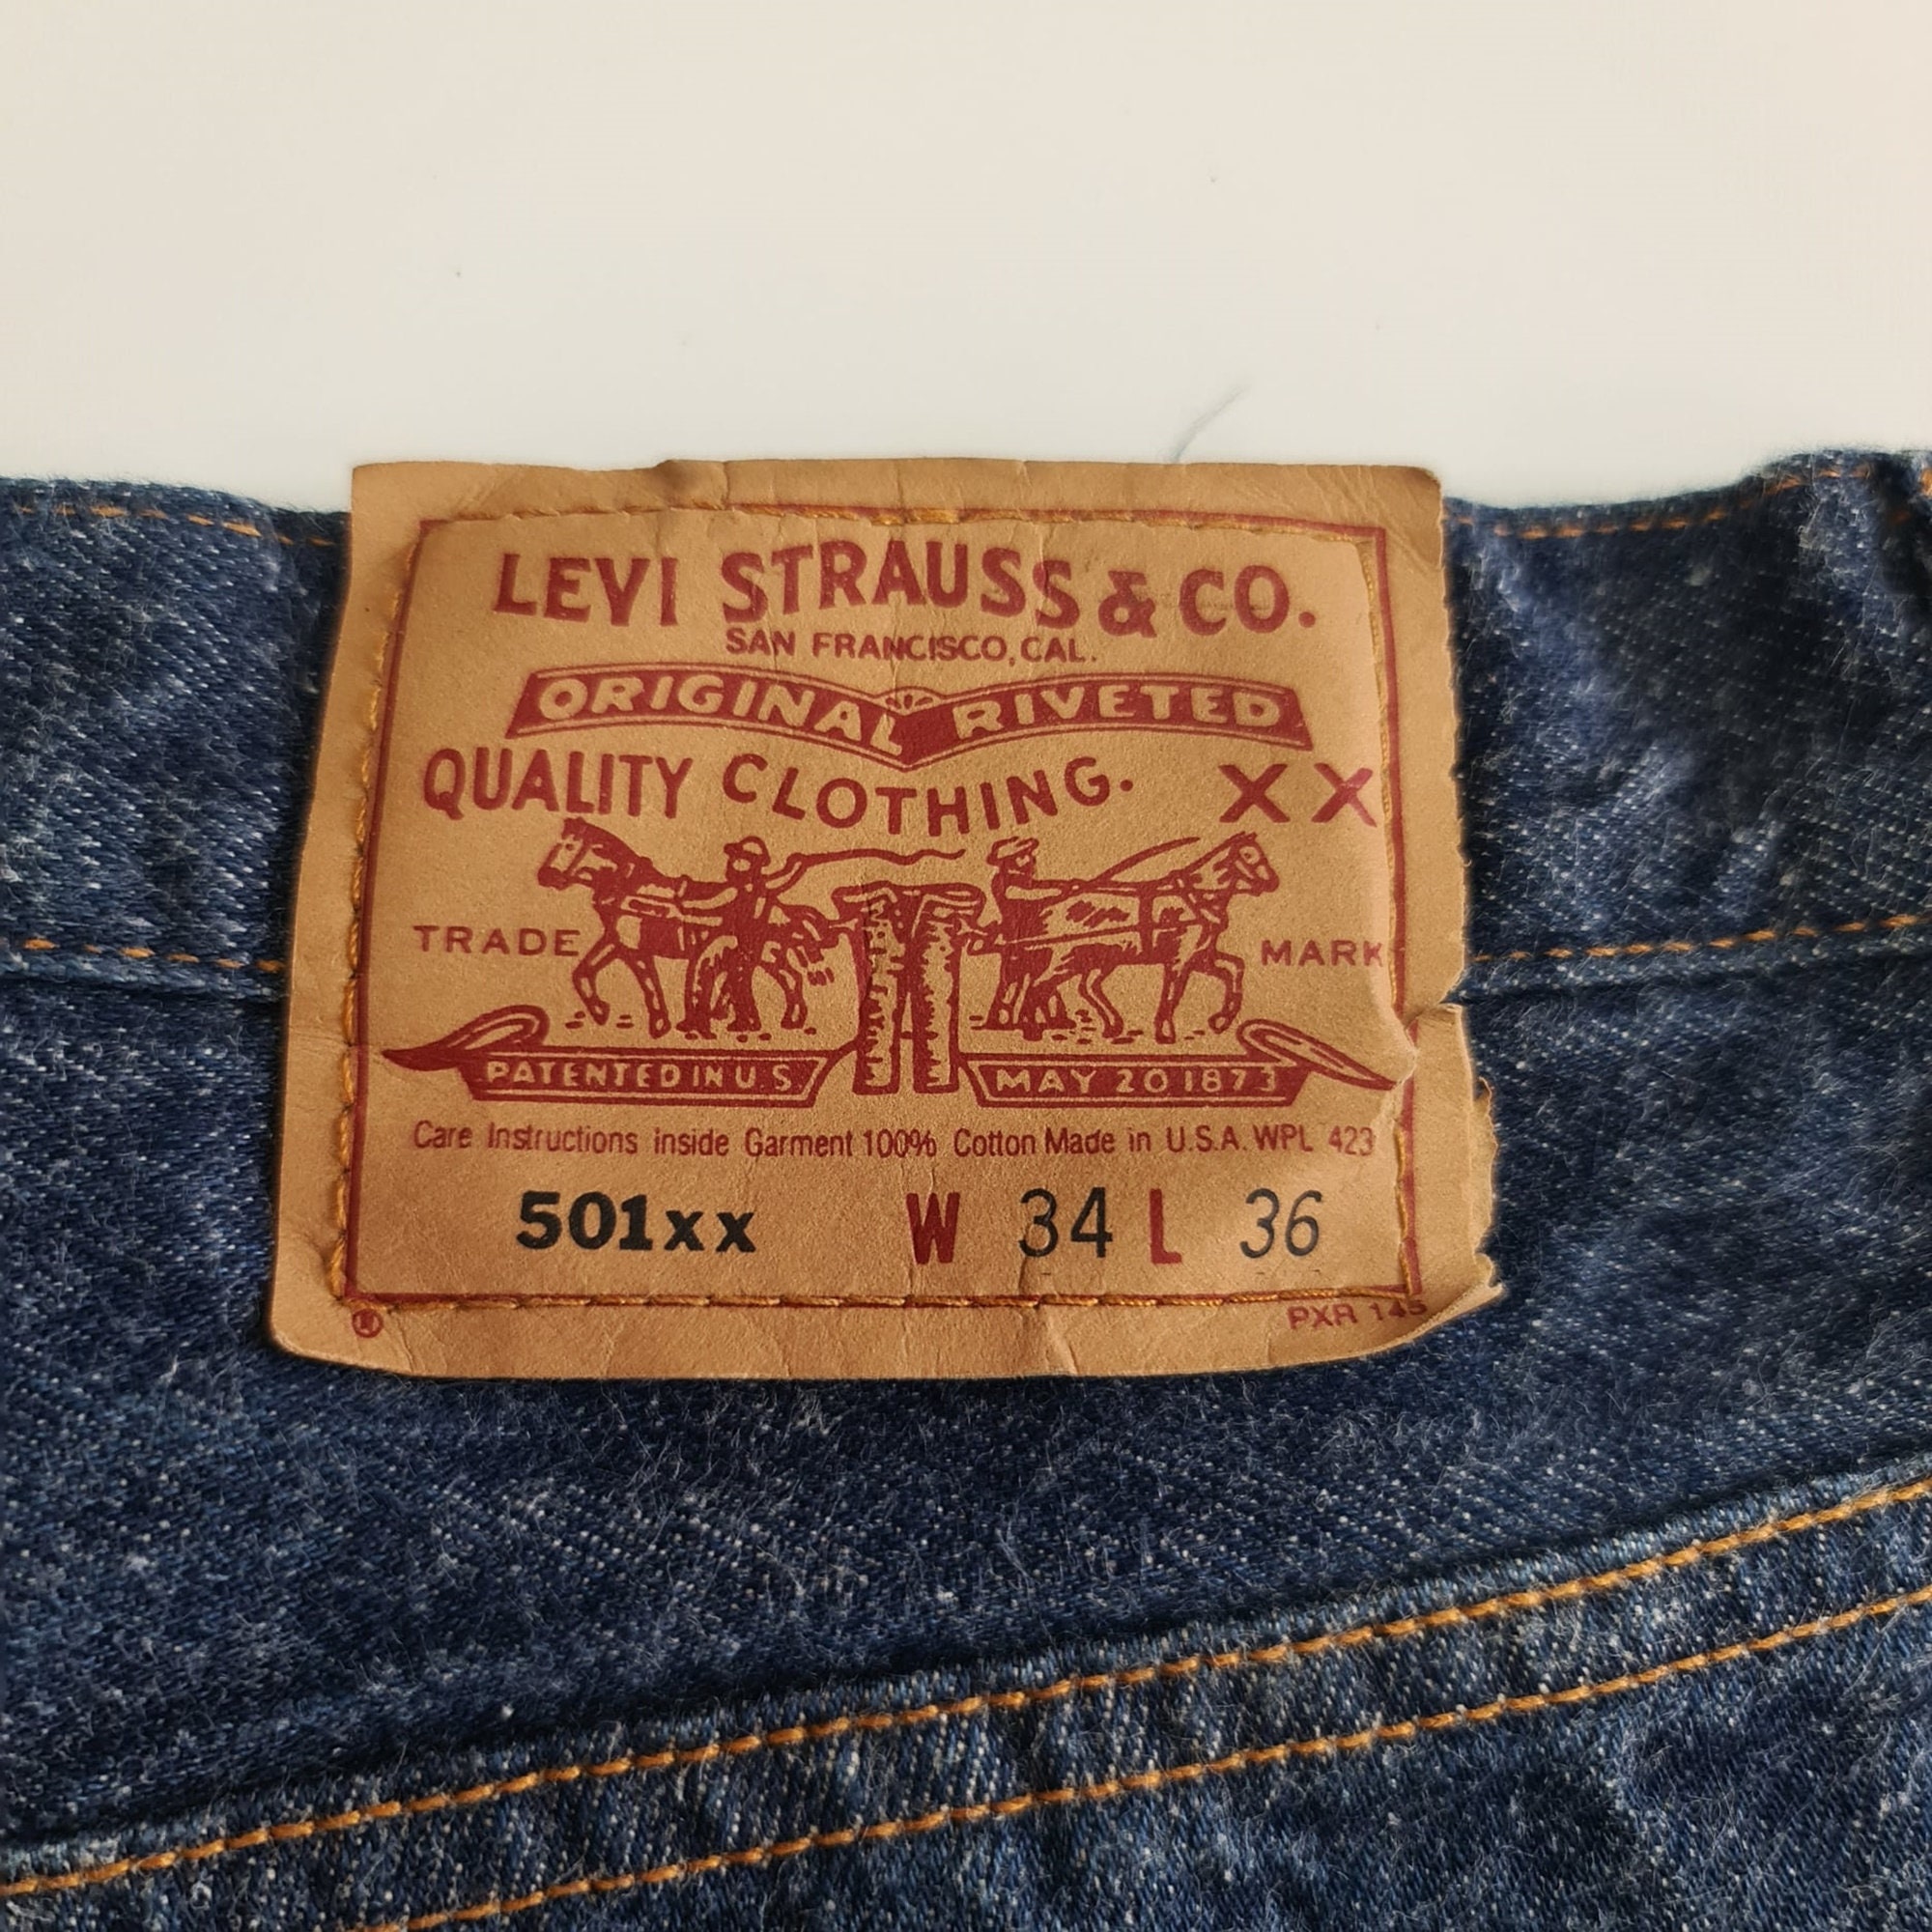 LEVI STRAUSS & CO.
SAN FRANCISCO, CAL.
ORIGINAL RIVETED
QUALITY CLOTHING. XX
TRADE MARK
PATENTED IN U S MAY 20 1873
Care Instructions inside Garment 100% Cotton Made in U.S.A. WPL 423
501xx W 34 L 36
® PXR 145